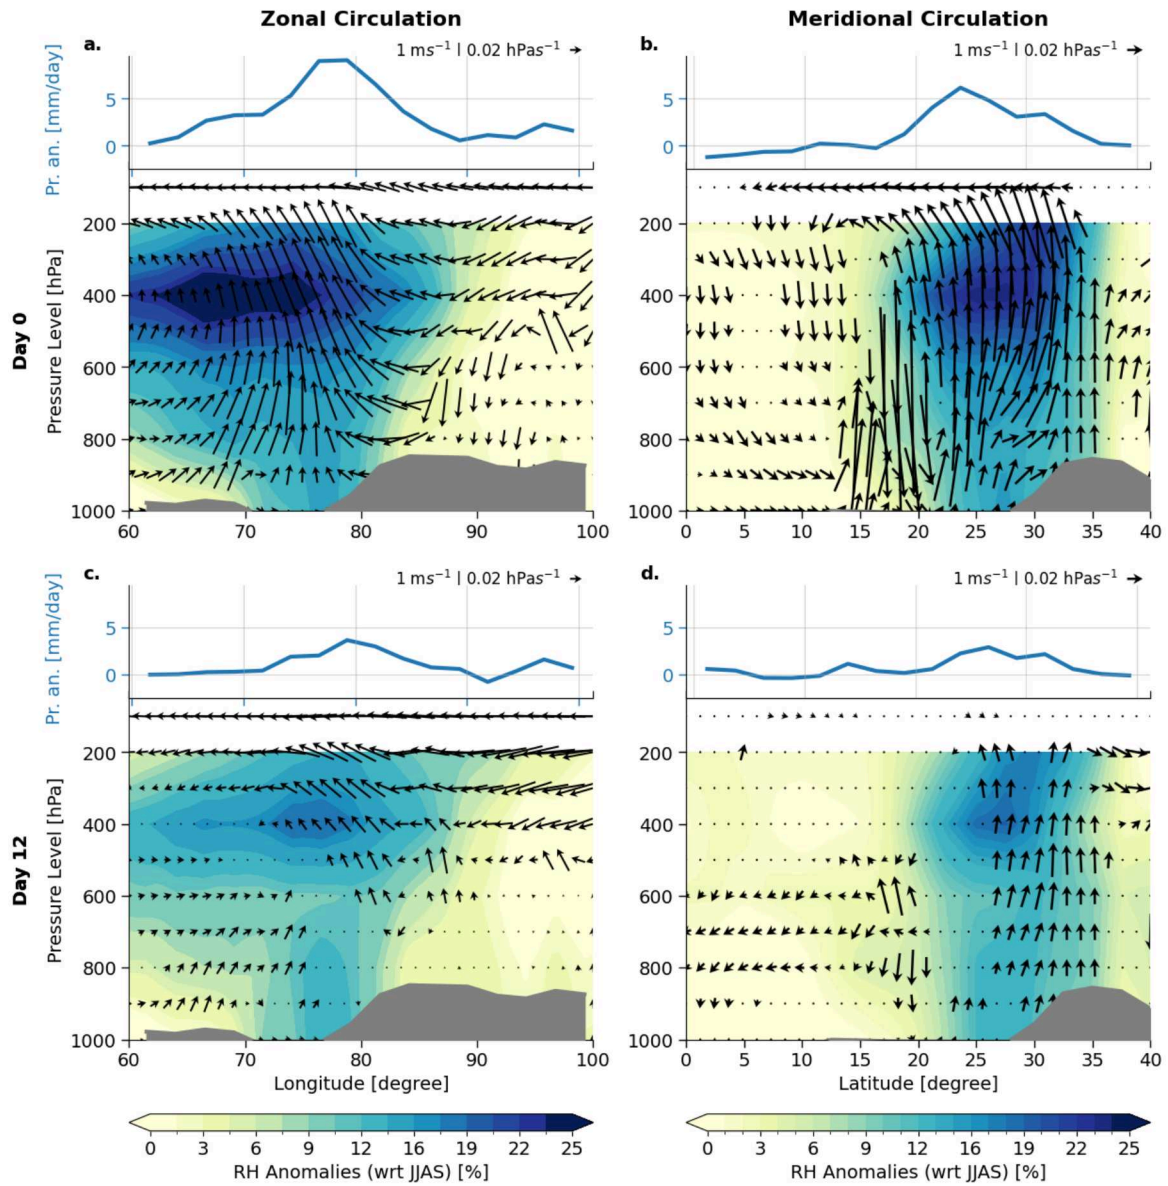 Zonal Circulation
Meridional Circulation
a.
1 ms⁻¹ | 0.02 hPas⁻¹
b.
1 ms⁻¹ | 0.02 hPas⁻¹
Pr. an. [mm/day]
5
0
5
0
Day 0
Pressure Level [hPa]
200
400
600
800
1000
200
400
600
800
1000
60 70 80 90 100
0 5 10 15 20 25 30 35 40
c.
1 ms⁻¹ | 0.02 hPas⁻¹
d.
1 ms⁻¹ | 0.02 hPas⁻¹
Pr. an. [mm/day]
5
0
5
0
Day 12
Pressure Level [hPa]
200
400
600
800
1000
200
400
600
800
1000
60 70 80 90 100
0 5 10 15 20 25 30 35 40
Longitude [degree]
Latitude [degree]
0 3 6 9 12 16 19 22 25
0 3 6 9 12 16 19 22 25
RH Anomalies (wrt JJAS) [%]
RH Anomalies (wrt JJAS) [%]